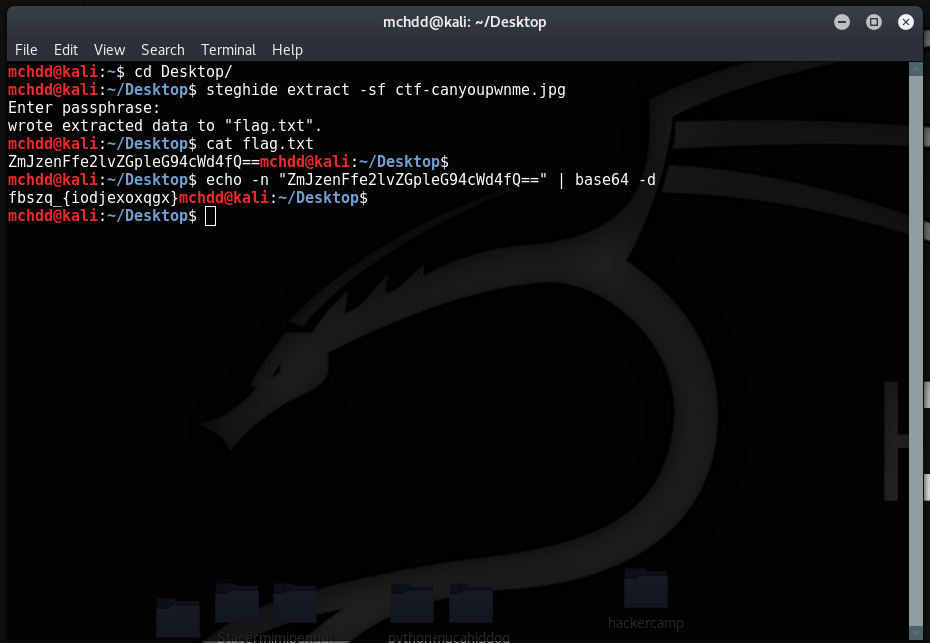 mchdd@kali: ~/Desktop
File Edit View Search Terminal Help
mchdd@kali:~$ cd Desktop/
mchdd@kali:~/Desktop$ steghide extract -sf ctf-canyoupwnme.jpg
Enter passphrase:
wrote extracted data to "flag.txt".
mchdd@kali:~/Desktop$ cat flag.txt
ZmJzenFfe2lvZGpleG94cWd4fQ==mchdd@kali:~/Desktop$
mchdd@kali:~/Desktop$ echo -n "ZmJzenFfe2lvZGpleG94cWd4fQ==" | base64 -d
fbszq_{iodjexoxqgx}mchdd@kali:~/Desktop$
mchdd@kali:~/Desktop$
hackercamp